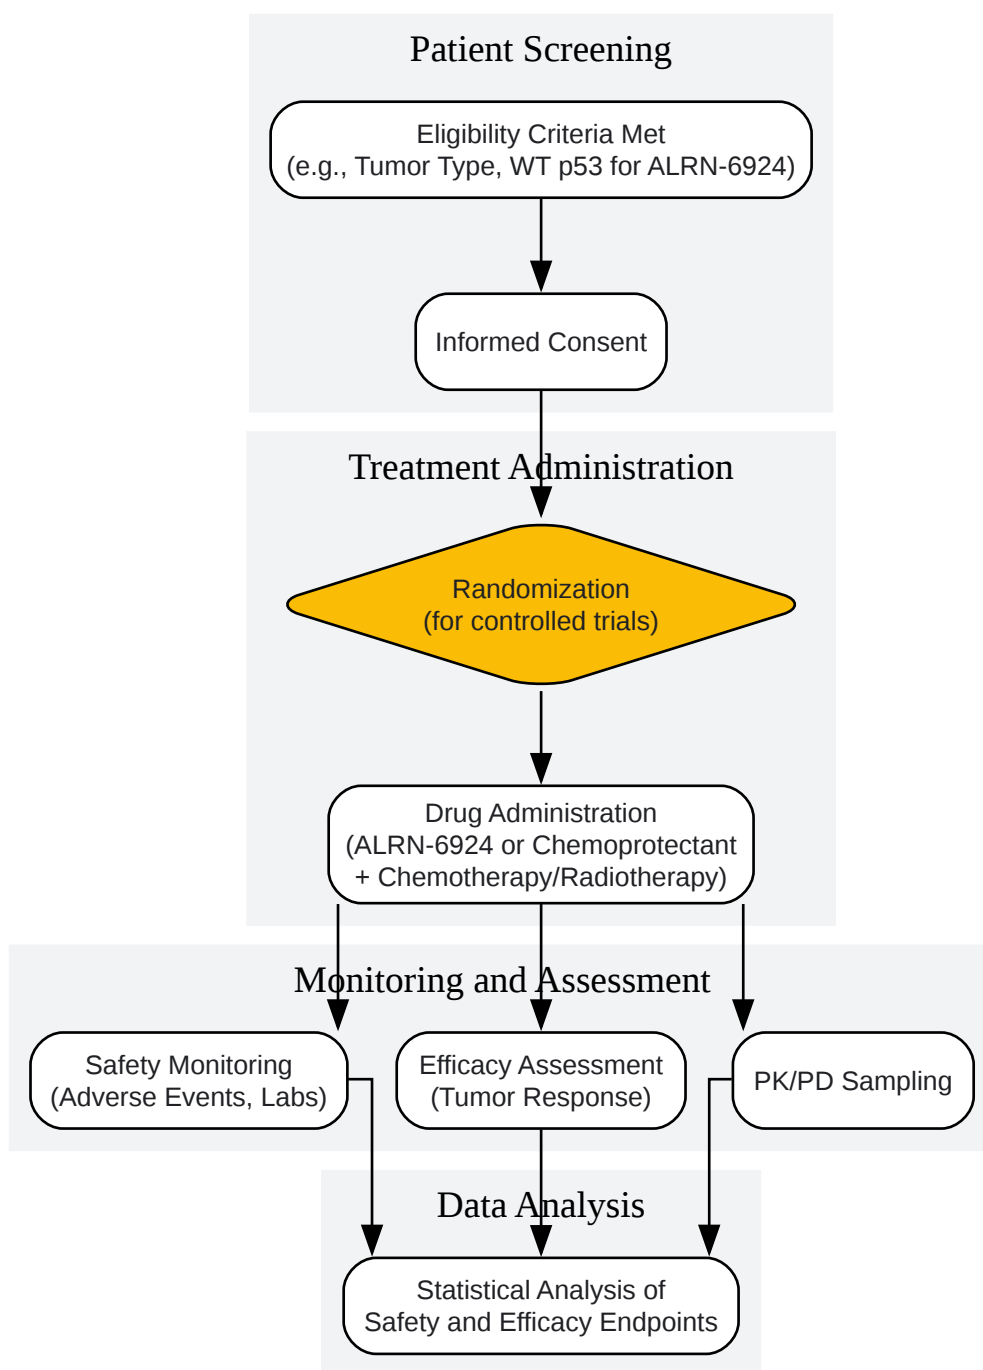 Patient Screening
Eligibility Criteria Met
(e.g., Tumor Type, WT p53 for ALRN-6924)
Informed Consent
Treatment Administration
Randomization
(for controlled trials)
Drug Administration
(ALRN-6924 or Chemoprotectant
+ Chemotherapy/Radiotherapy)
Monitoring and Assessment
Safety Monitoring
(Adverse Events, Labs)
Efficacy Assessment
(Tumor Response)
PK/PD Sampling
Data Analysis
Statistical Analysis of
Safety and Efficacy Endpoints